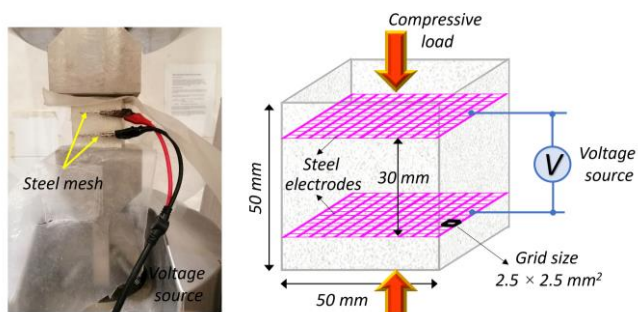 Steel mesh
Voltage
source
Compressive
load
50 mm
Steel
electrodes
30 mm
V
Voltage
source
Grid size
2.5 × 2.5 mm²
50 mm